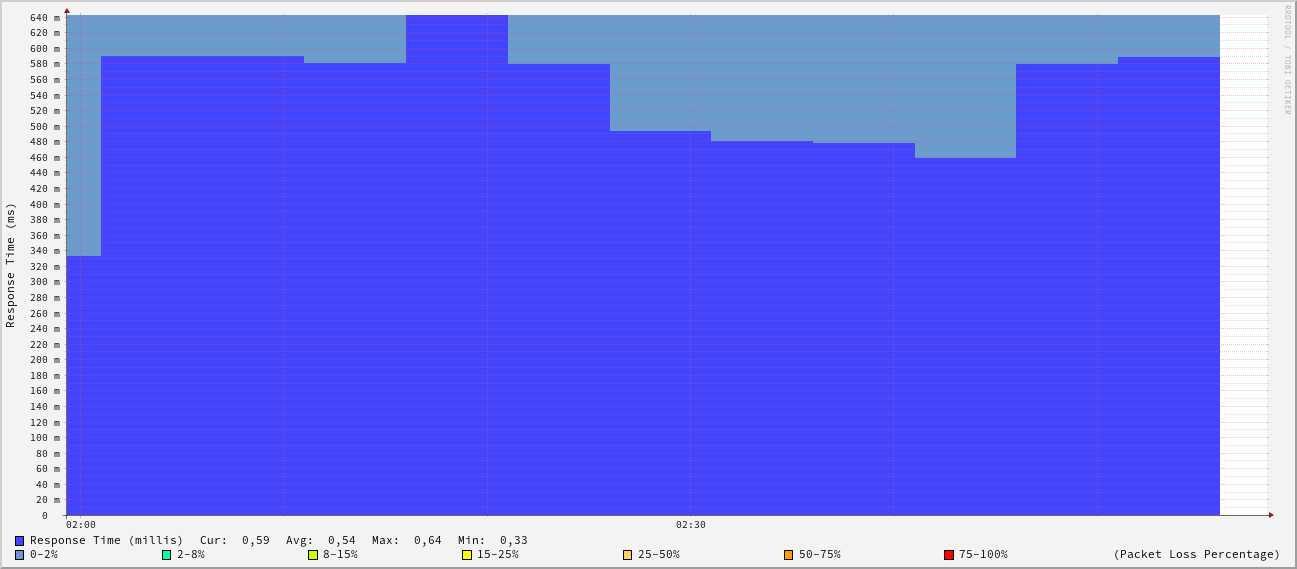 RRDTOOL / TOBI OETIKER
Response Time (ms)
640 m
620 m
600 m
580 m
560 m
540 m
520 m
500 m
480 m
460 m
440 m
420 m
400 m
380 m
360 m
340 m
320 m
300 m
280 m
260 m
240 m
220 m
200 m
180 m
160 m
140 m
120 m
100 m
80 m
60 m
40 m
20 m
0
02:00 02:30
Response Time (millis) Cur: 0,59 Avg: 0,54 Max: 0,64 Min: 0,33
0-2% 2-8% 8-15% 15-25% 25-50% 50-75% 75-100% (Packet Loss Percentage)